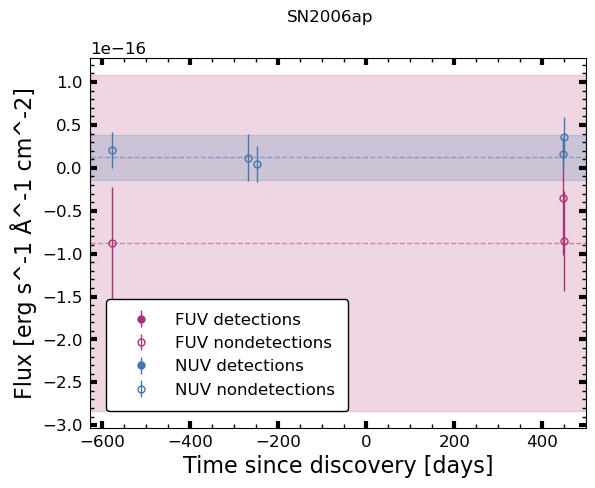 SN2006ap
1e−16
1.0
0.5
0.0
−0.5
−1.0
−1.5
−2.0
−2.5
−3.0
Flux [erg s^-1 Å^-1 cm^-2]
FUV detections
FUV nondetections
NUV detections
NUV nondetections
−600 −400 −200 0 200 400
Time since discovery [days]